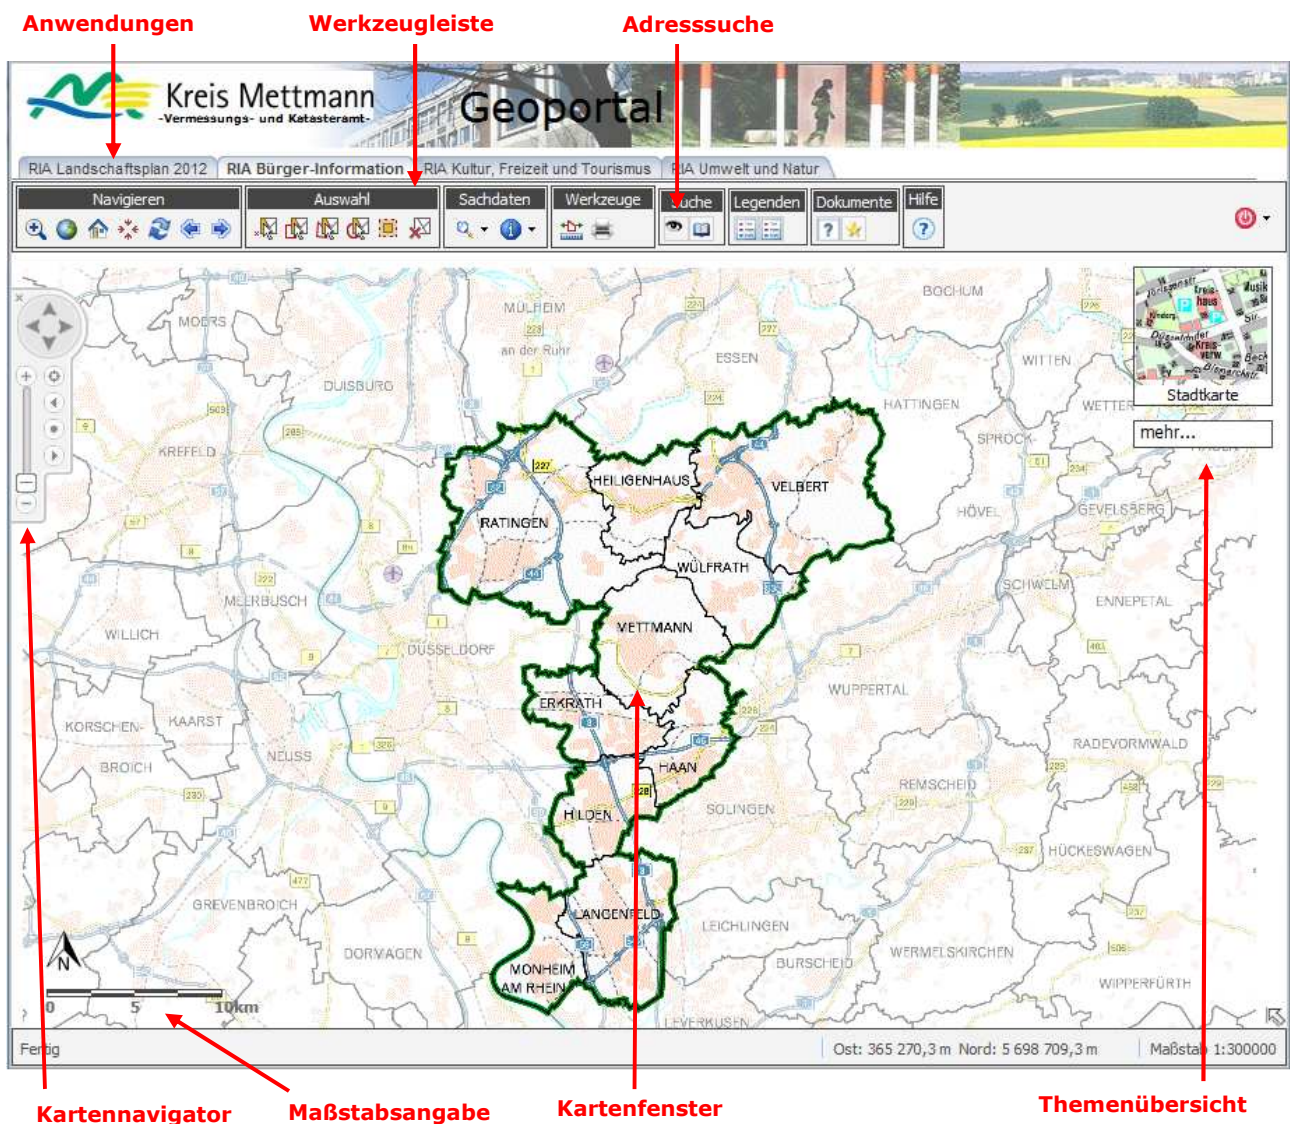 Anwendungen Werkzeugleiste Adresssuche
Kreis Mettmann
-Vermessungs- und Katasteramt-
Geoportal
RIA Landschaftsplan 2012 RIA Bürger-Information RIA Kultur, Freizeit und Tourismus RIA Umwelt und Natur
Navigieren Auswahl Sachdaten Werkzeuge Suche Legenden Dokumente Hilfe
BOCHUM
MÜLHEIM
an der Ruhr
MOERS
ESSEN
WITTEN
DUISBURG
HATTINGEN
WETTER
Stadtkarte
mehr...
KREFELD
SPROCK-
HÖVEL
GEVELSBERG
HEILIGENHAUS
VELBERT
RATINGEN
WÜLFRATH
SCHWELM
ENNEPETAL
MEERBUSCH
WILLICH
METTMANN
DÜSSELDORF
WUPPERTAL
ERKRATH
KORSCHEN-
BROICH
KAARST
NEUSS
HAAN
RADEVORMWALD
REMSCHEID
HILDEN
SOLINGEN
HÜCKESWAGEN
GREVENBROICH
LANGENFELD
LEICHLINGEN
DORMAGEN
BURSCHEID
WERMELSKIRCHEN
MONHEIM
AM RHEIN
WIPPERFÜRTH
LEVERKUSEN
N
0 5 10km
Fertig Ost: 365 270,3 m Nord: 5 698 709,3 m Maßstab 1:300000
Kartennavigator Maßstabsangabe Kartenfenster Themenübersicht